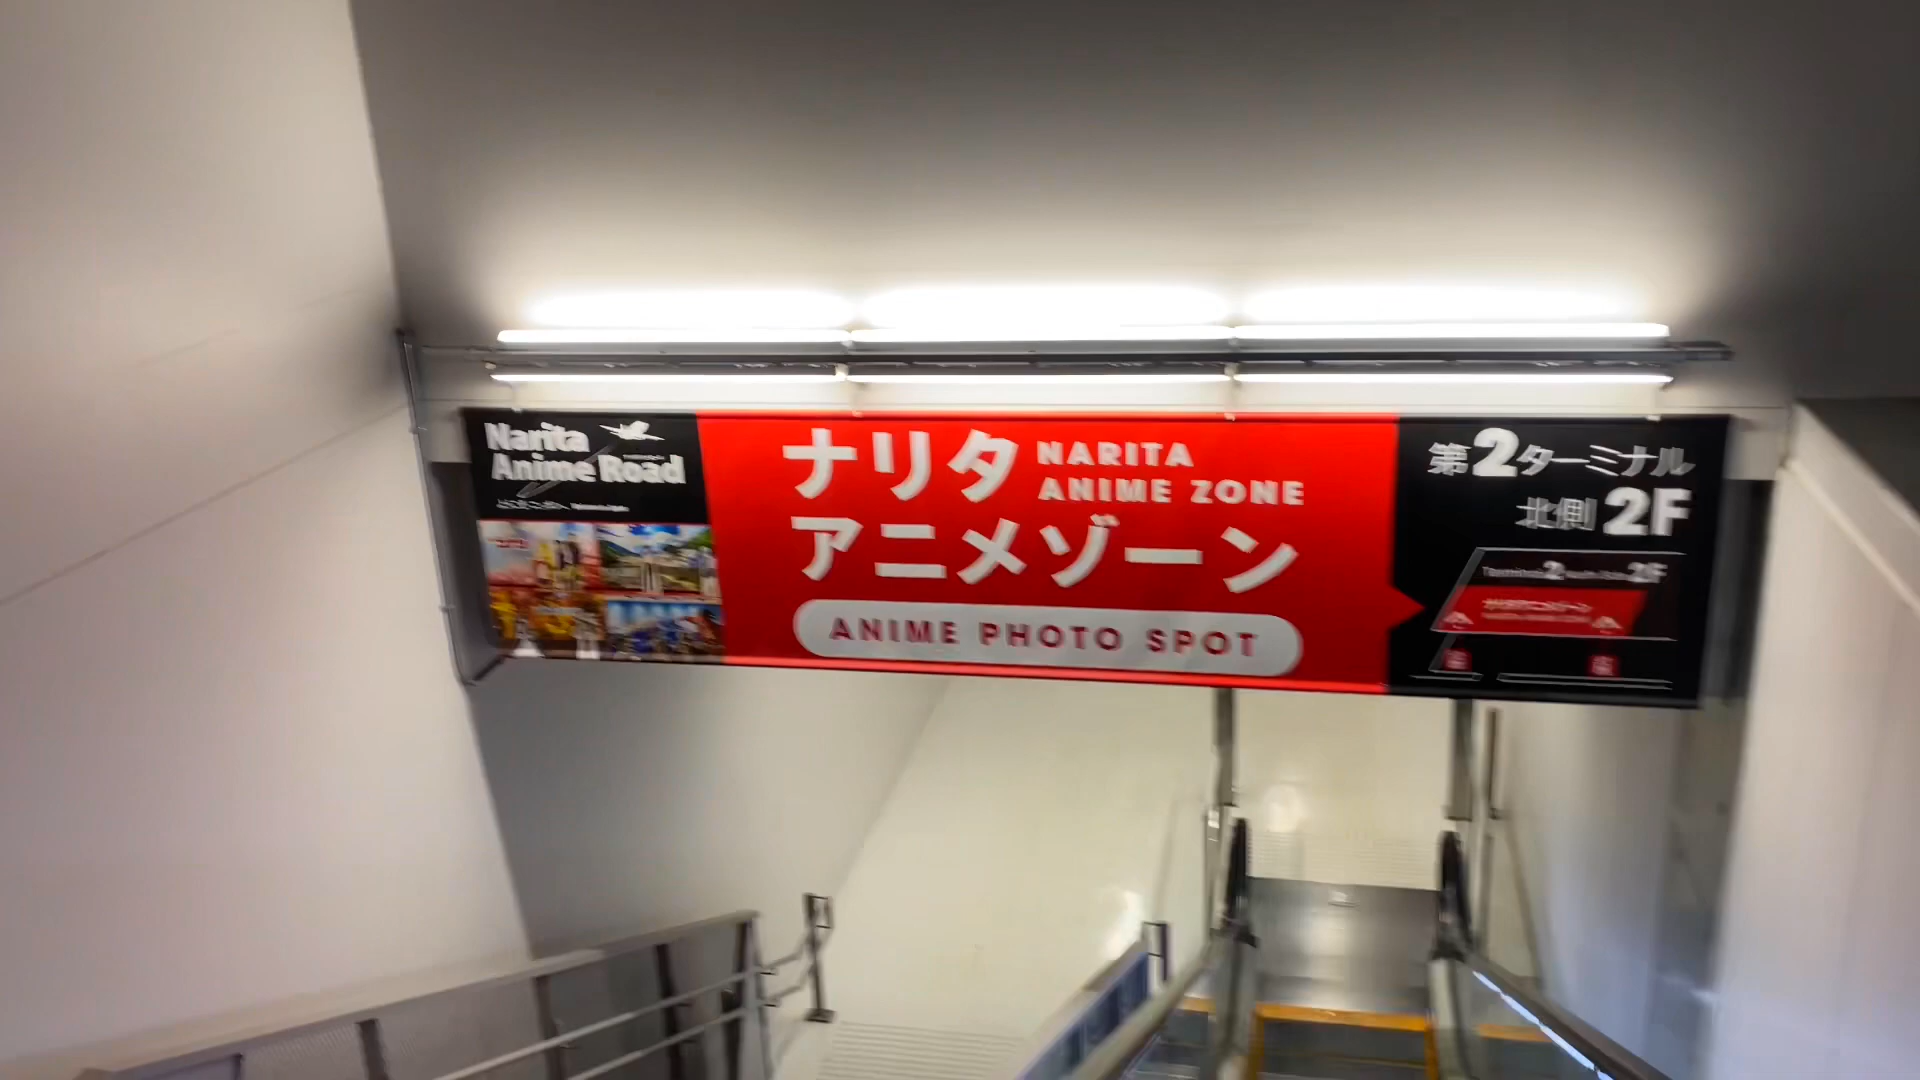 Narita
Anime Road
ナリタ
NARITA
ANIME ZONE
アニメゾーン
ANIME PHOTO SPOT
第2ターミナル
北側 2F
2F